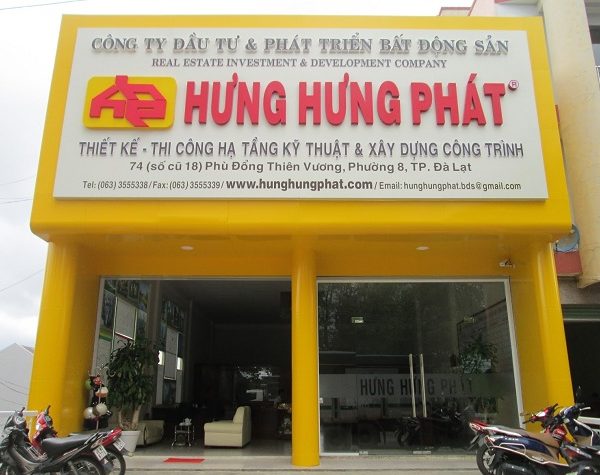 CÔNG TY ĐẦU TƯ & PHÁT TRIỂN BẤT ĐỘNG SẢN
REAL ESTATE INVESTMENT & DEVELOPMENT COMPANY
HƯNG HƯNG PHÁT ®
THIẾT KẾ - THI CÔNG HẠ TẦNG KỸ THUẬT & XÂY DỰNG CÔNG TRÌNH
74 (số cũ 18) Phù Đổng Thiên Vương, Phường 8, TP. Đà Lạt
Tel: (063) 3555338 / Fax: (063) 3555339 / www.hunghungphat.com / Email: hunghungphat.bds@gmail.com
HƯNG HƯNG PHÁT